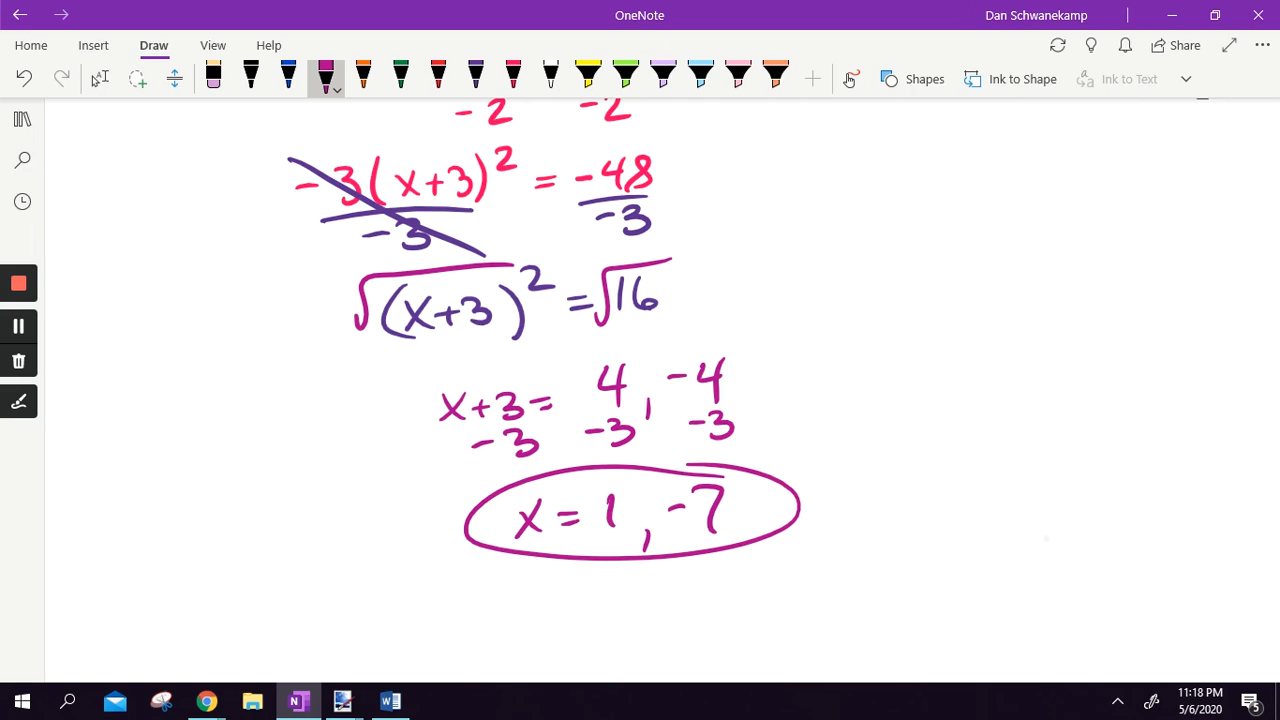 OneNote
Dan Schwanekamp
Home Insert Draw View Help
Share
Shapes Ink to Shape Ink to Text
-2 -2
-3(x+3)² = -48
-3 -3
√(x+3)² = √16
x+3 = 4, -4
-3 -3 -3
x = 1, -7
11:18 PM
5/6/2020
5